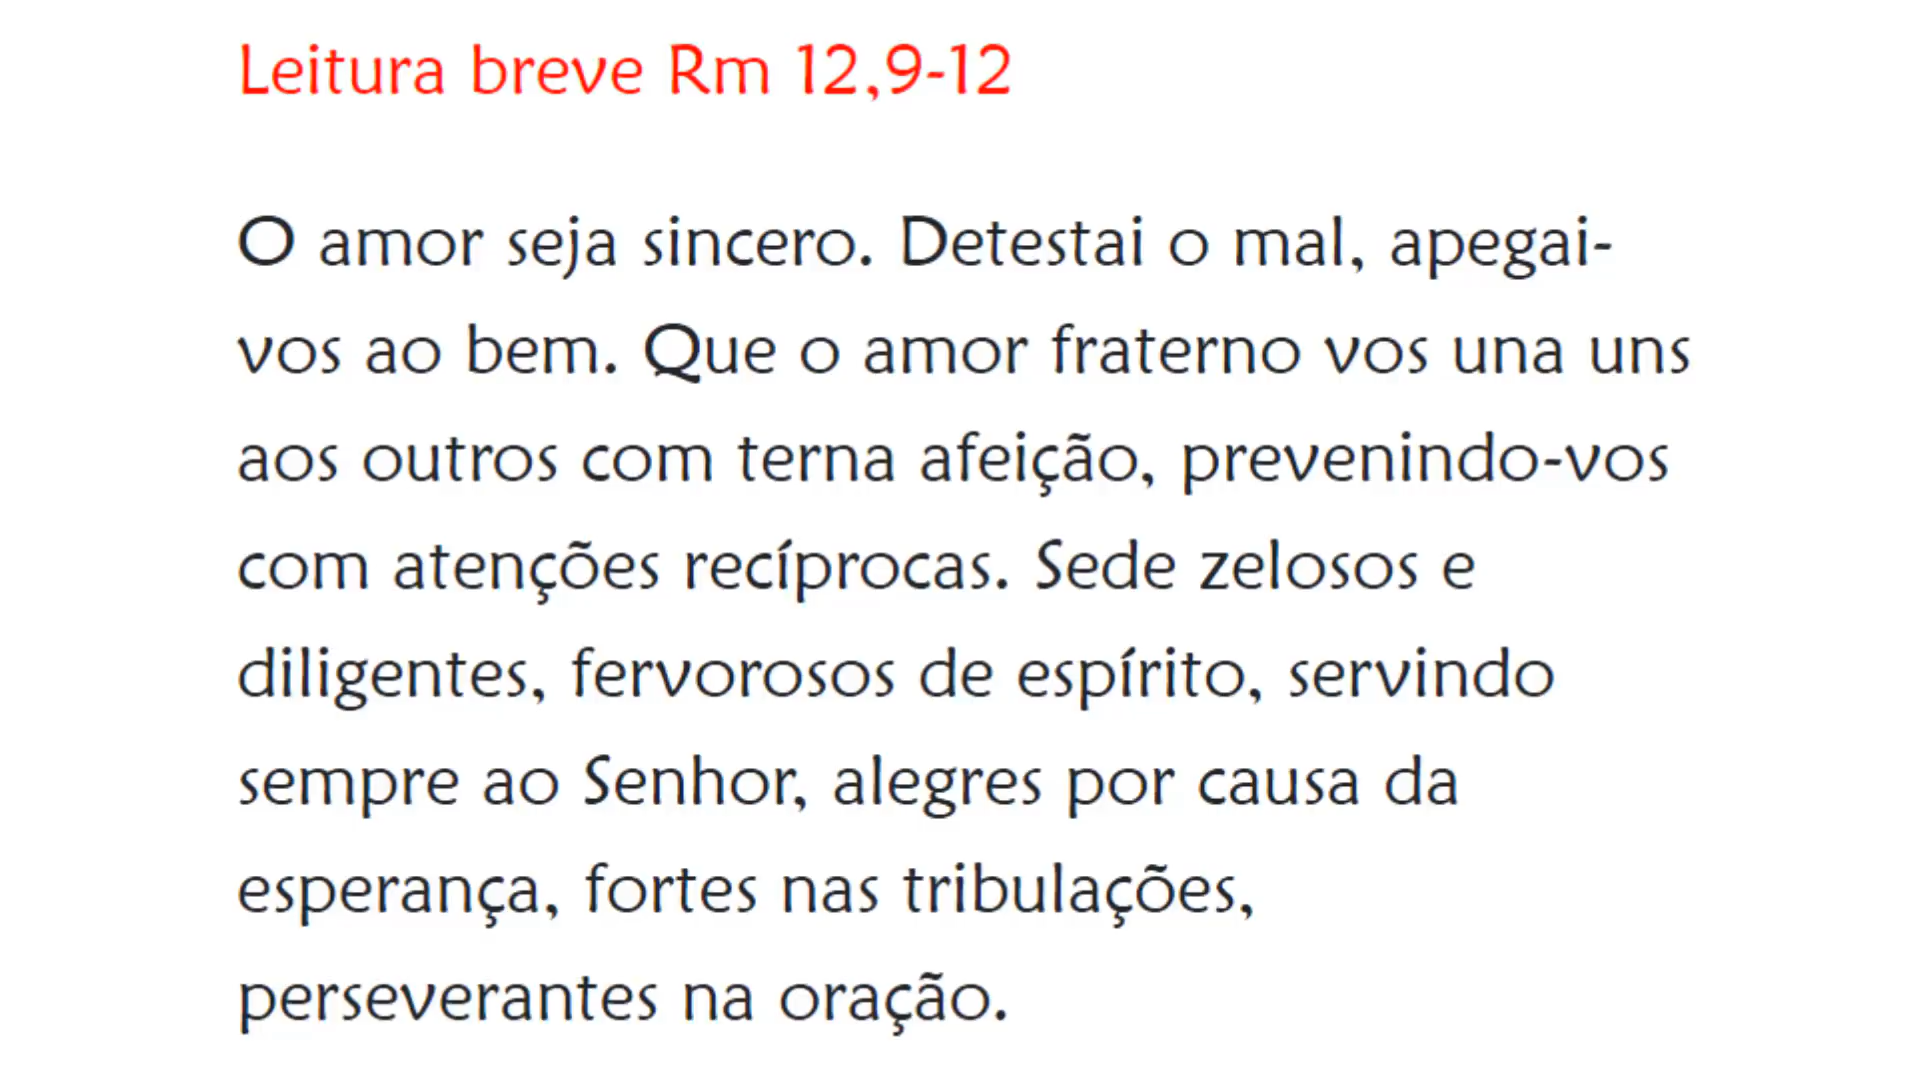 Leitura breve Rm 12,9-12
O amor seja sincero. Detestai o mal, apegai-
vos ao bem. Que o amor fraterno vos una uns
aos outros com terna afeição, prevenindo-vos
com atenções recíprocas. Sede zelosos e
diligentes, fervorosos de espírito, servindo
sempre ao Senhor, alegres por causa da
esperança, fortes nas tribulações,
perseverantes na oração.